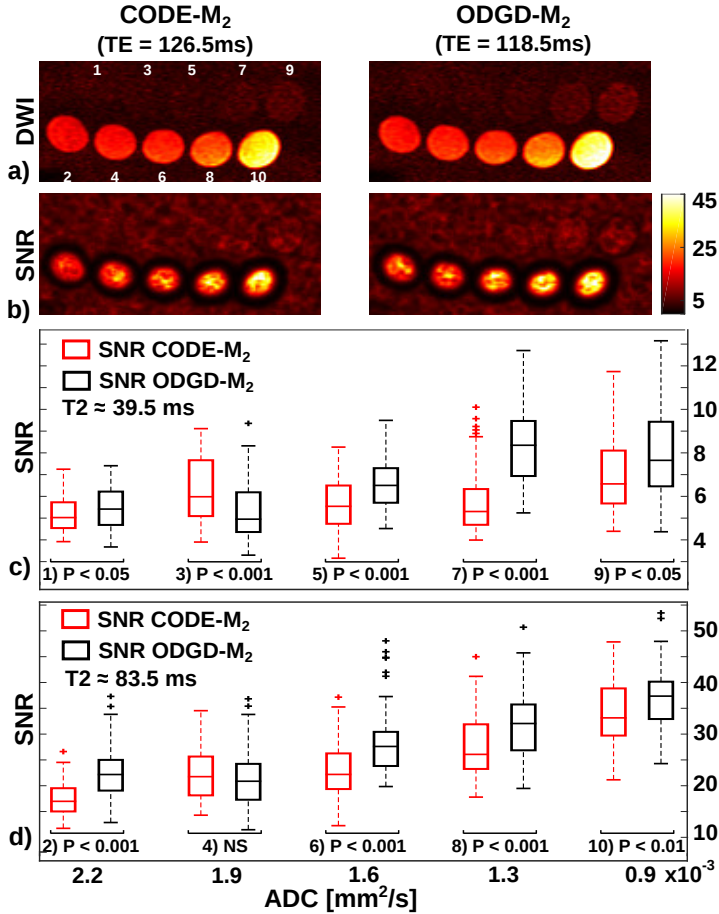 CODE-M2 ODGD-M2
(TE = 126.5ms) (TE = 118.5ms)
1 3 5 7 9
DWI
a)
2 4 6 8 10
SNR
b)
45
25
5
SNR CODE-M2
SNR ODGD-M2
T2 ≈ 39.5 ms
SNR
12
10
8
6
4
c)
1) P < 0.05 3) P < 0.001 5) P < 0.001 7) P < 0.001 9) P < 0.05
SNR CODE-M2
SNR ODGD-M2
T2 ≈ 83.5 ms
SNR
50
40
30
20
10
d)
2) P < 0.001 4) NS 6) P < 0.001 8) P < 0.001 10) P < 0.01
2.2 1.9 1.6 1.3 0.9 x10-3
ADC [mm2/s]